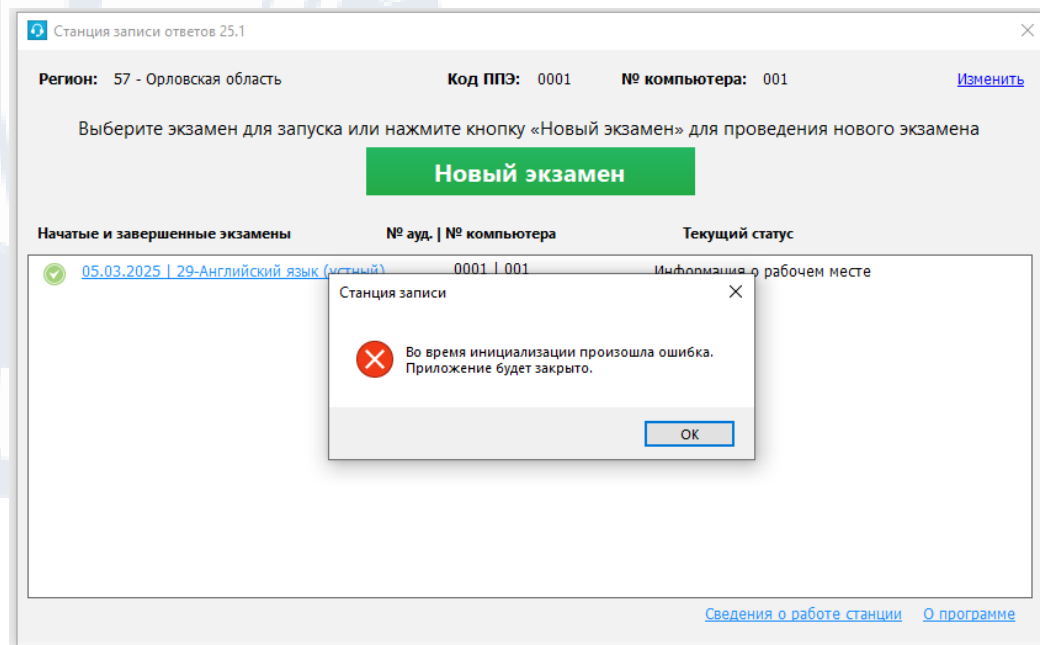 Станция записи ответов 25.1
Регион: 57 - Орловская область Код ППЭ: 0001 № компьютера: 001 Изменить
Выберите экзамен для запуска или нажмите кнопку «Новый экзамен» для проведения нового экзамена
Новый экзамен
Начатые и завершенные экзамены № ауд. | № компьютера Текущий статус
05.03.2025 | 29-Английский язык (устный) 0001 | 001 Информация о рабочем месте
Станция записи
Во время инициализации произошла ошибка.
Приложение будет закрыто.
ОК
Сведения о работе станции О программе